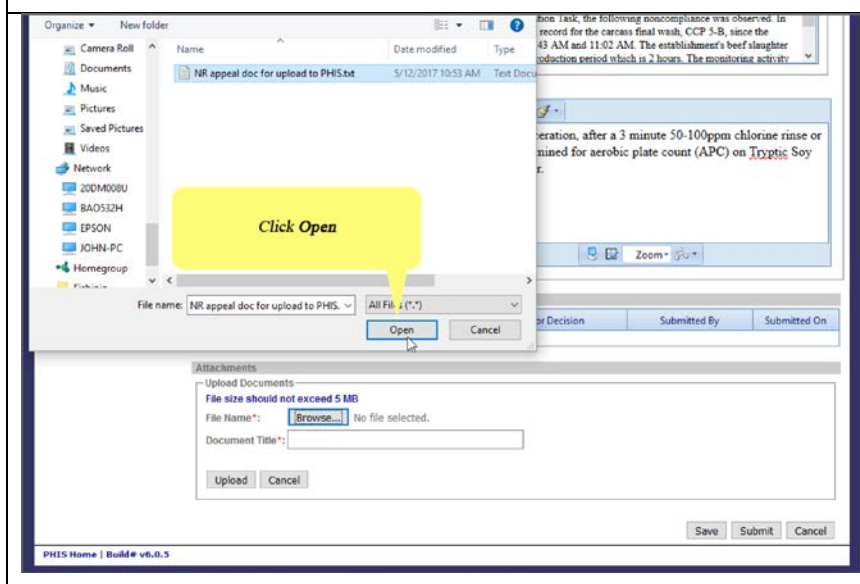 Organize New folder
Camera Roll
Documents
Music
Pictures
Saved Pictures
Videos
Network
20DM008U
BAO532H
EPSON
JOHN-PC
Homegroup
Name Date modified Type
NR appeal doc for upload to PHIS.txt 5/12/2017 10:53 AM Text Docu
Click Open
File name: NR appeal doc for upload to PHIS. All Files (*.*)
Open Cancel
tion Task, the following noncompliance was observed. In
record for the carcass final wash, CCP 5-B, since the
43 AM and 11:02 AM. The establishment's beef slaughter
oduction period which is 2 hours. The monitoring activity
eration, after a 3 minute 50-100ppm chlorine rinse or
mined for aerobic plate count (APC) on Tryptic Soy
r.
Zoom
or Decision Submitted By Submitted On
Attachments
Upload Documents
File size should not exceed 5 MB
File Name*: Browse... No file selected.
Document Title*:
Upload Cancel
Save Submit Cancel
PHIS Home | Build# v6.0.5